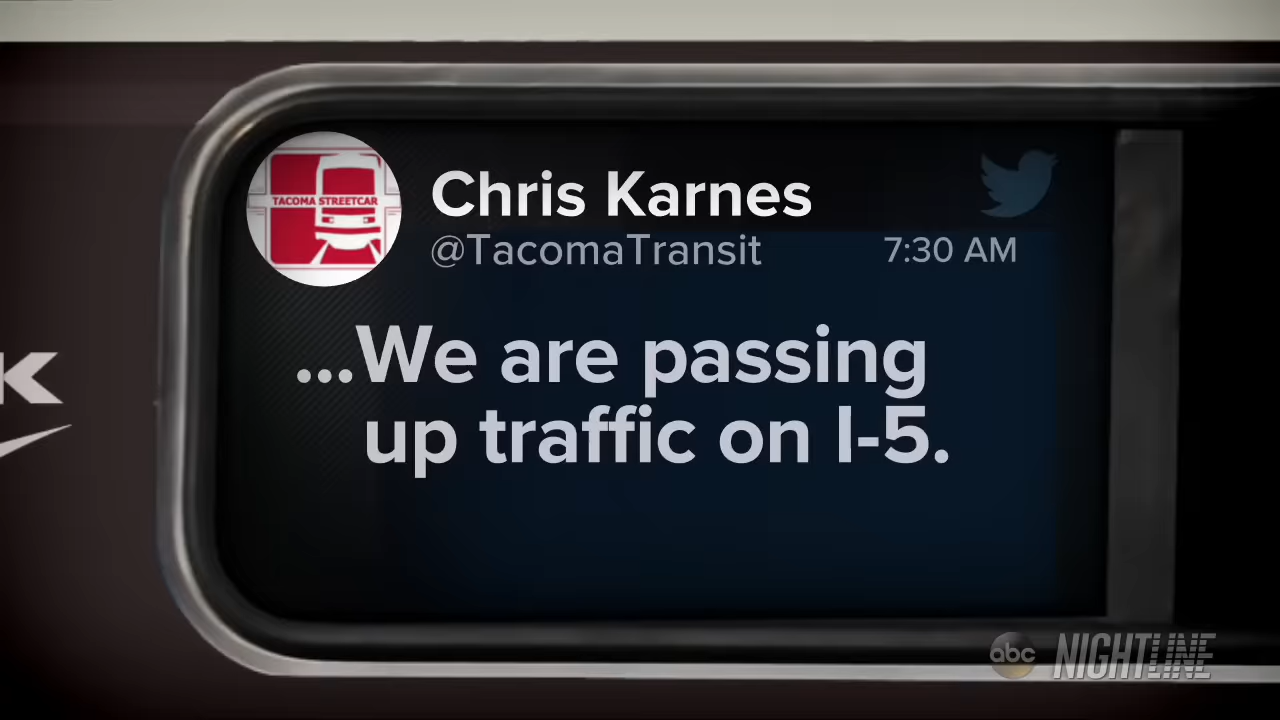 TACOMA STREETCAR
Chris Karnes
@TacomaTransit
7:30 AM
...We are passing
up traffic on I-5.
K
abc NIGHTLINE